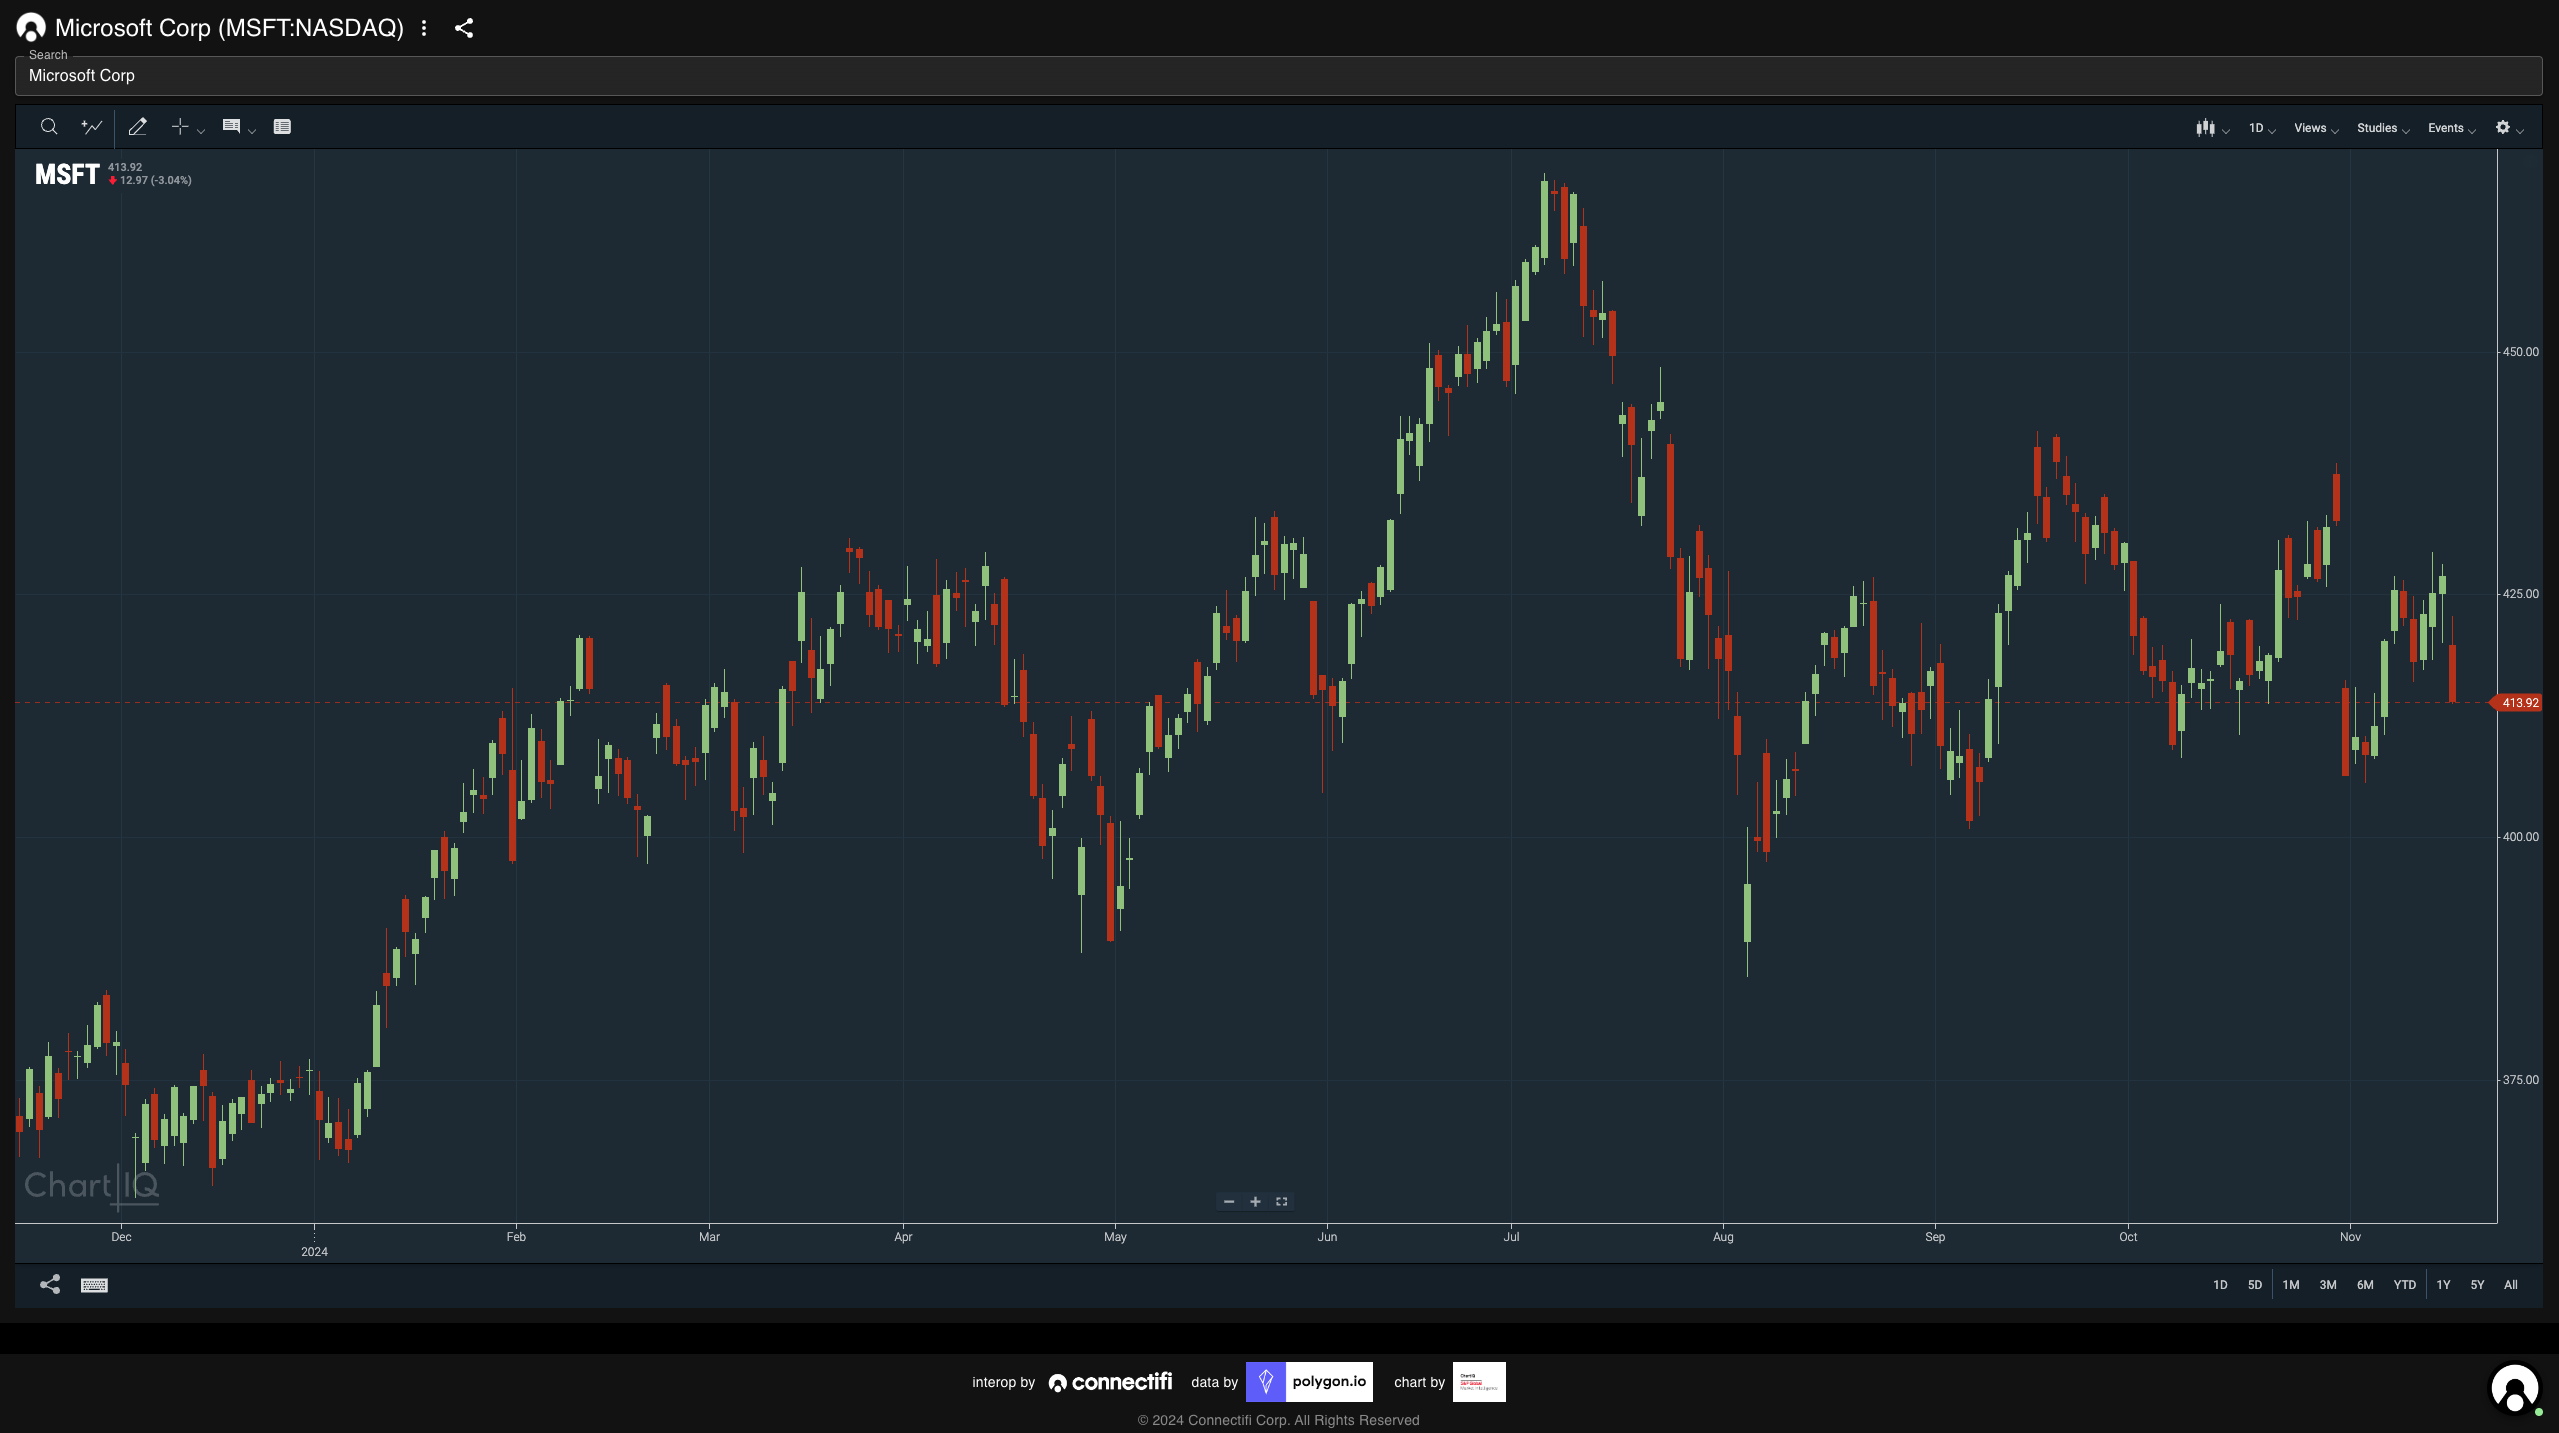 Microsoft Corp (MSFT:NASDAQ)
Search
Microsoft Corp
1D Views Studies Events
MSFT 413.92
12.97 (-3.04%)
450.00
425.00
413.92
400.00
375.00
ChartIQ
Dec 2024 Feb Mar Apr May Jun Jul Aug Sep Oct Nov
1D 5D 1M 3M 6M YTD 1Y 5Y All
interop by connectifi data by polygon.io chart by
ChartIQ
© 2024 Connectifi Corp. All Rights Reserved